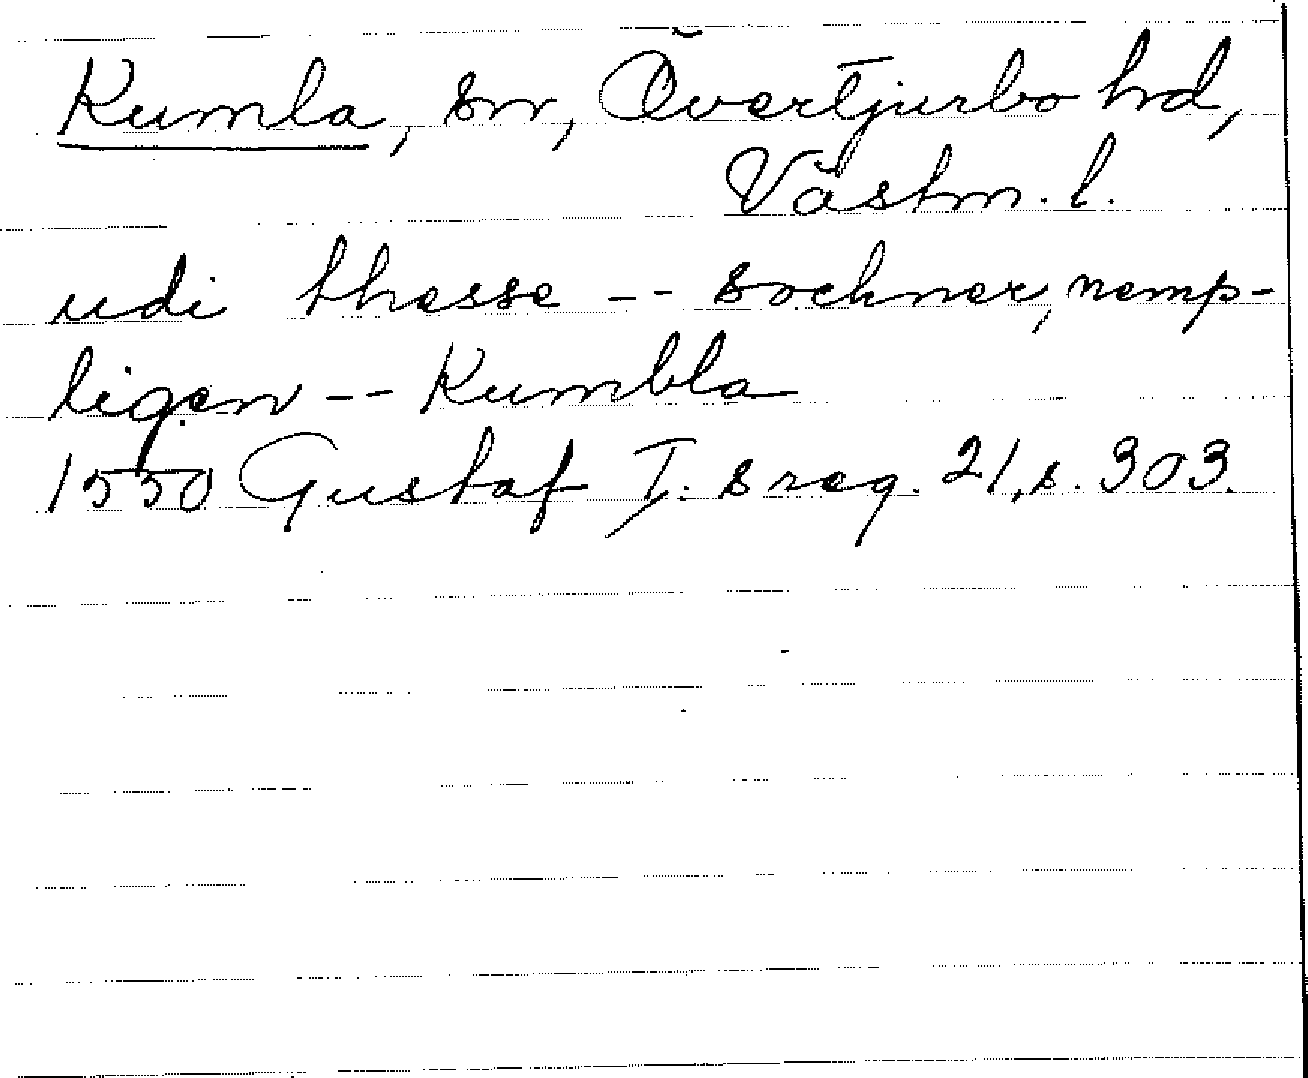 Kumla, sn, Övertjurbo hd,
Västm. l.
udi thesse -- sochner, nemp-
ligen -- Kumbla
1550 Gustaf I:s reg. 21, s. 303.